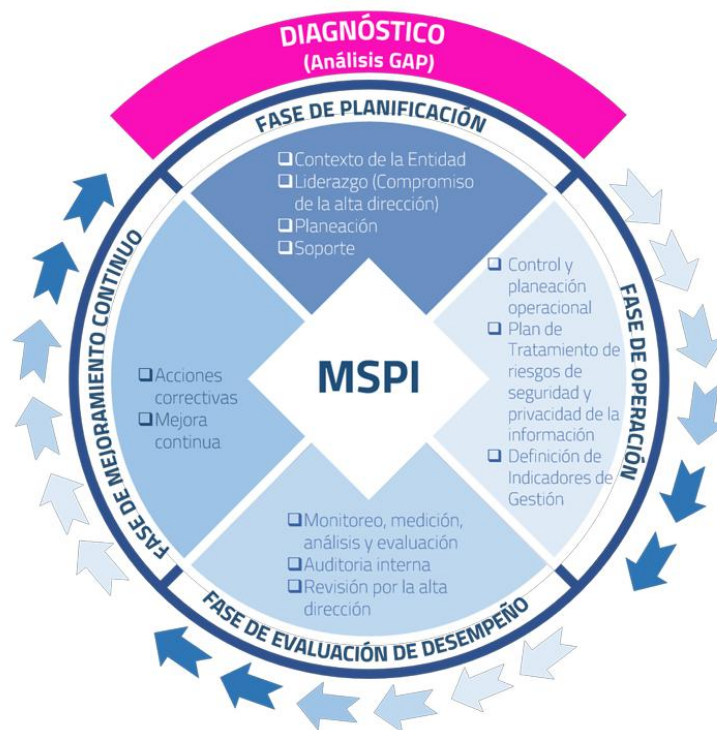 DIAGNÓSTICO
(Análisis GAP)
FASE DE PLANIFICACIÓN
Contexto de la Entidad
Liderazgo (Compromiso
de la alta dirección)
Planeación
Soporte
FASE DE OPERACIÓN
Control y
planeación
operacional
Plan de
Tratamiento de
riesgos de
seguridad y
privacidad de la
información
Definición de
Indicadores de
Gestión
MSPI
FASE DE EVALUACIÓN DE DESEMPEÑO
Monitoreo, medición,
análisis y evaluación
Auditoria interna
Revisión por la alta
dirección
FASE DE MEJORAMIENTO CONTINUO
Acciones
correctivas
Mejora
continua